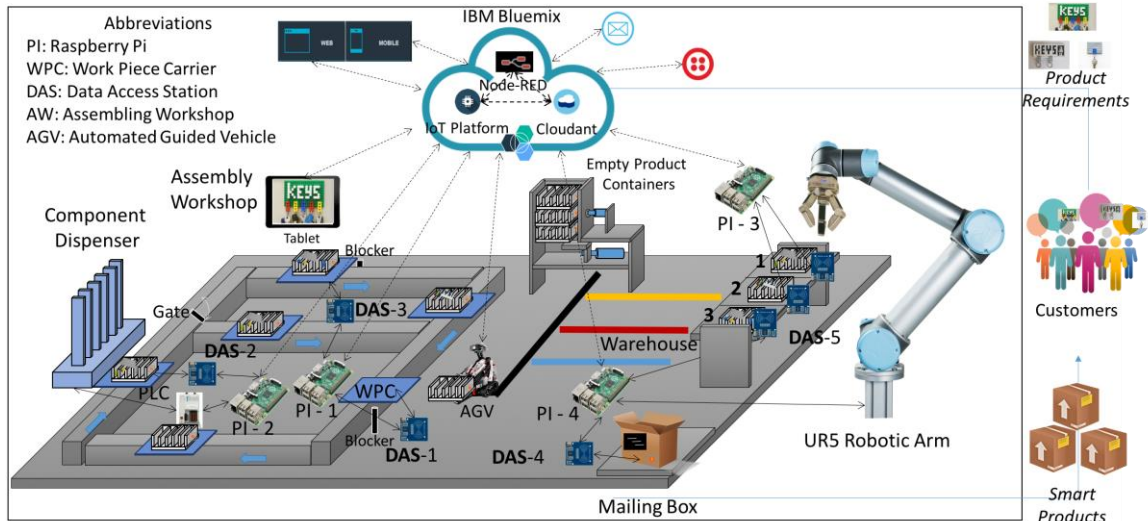 Abbreviations
PI: Raspberry Pi
WPC: Work Piece Carrier
DAS: Data Access Station
AW: Assembling Workshop
AGV: Automated Guided Vehicle
IBM Bluemix
WEB
MOBILE
Node-RED
IoT Platform
Cloudant
Product
Requirements
KEYS
Assembly
Workshop
KEYS
Tablet
Component
Dispenser
Empty Product
Containers
PI - 3
Blocker
Gate
DAS-3
DAS-2
PLC
PI - 2
PI - 1
WPC
Blocker
DAS-1
AGV
1
2
3
DAS-5
Warehouse
PI - 4
DAS-4
UR5 Robotic Arm
Customers
Mailing Box
Smart
Products